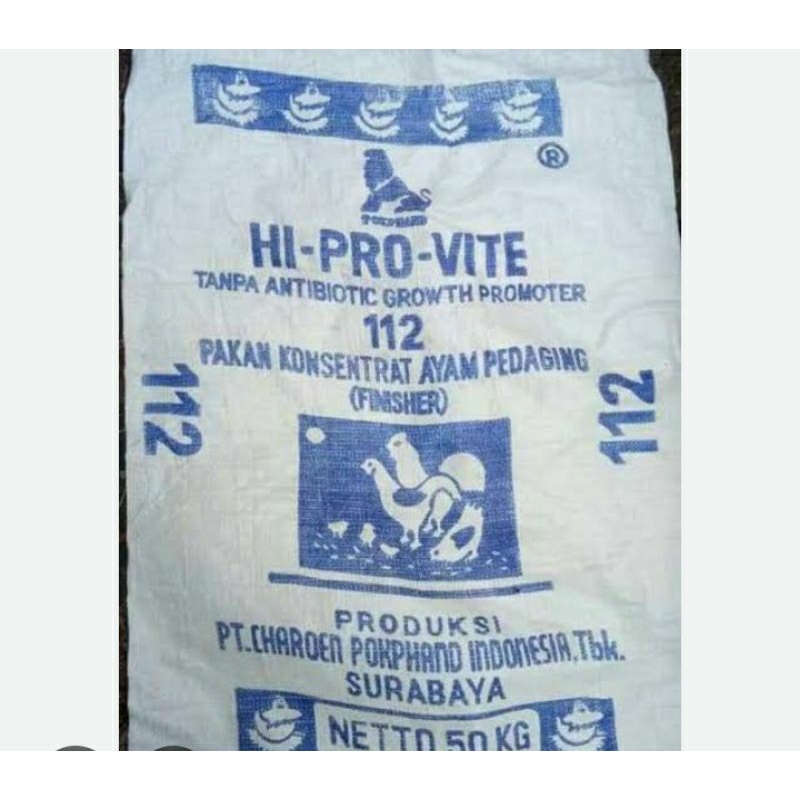 ®
POKPHAND
HI-PRO-VITE
TANPA ANTIBIOTIC GROWTH PROMOTER
112
PAKAN KONSENTRAT AYAM PEDAGING
(FINISHER)
112
112
PRODUKSI
PT.CHAROEN POKPHAND INDONESIA,Tbk.
SURABAYA
NETTO 50 KG